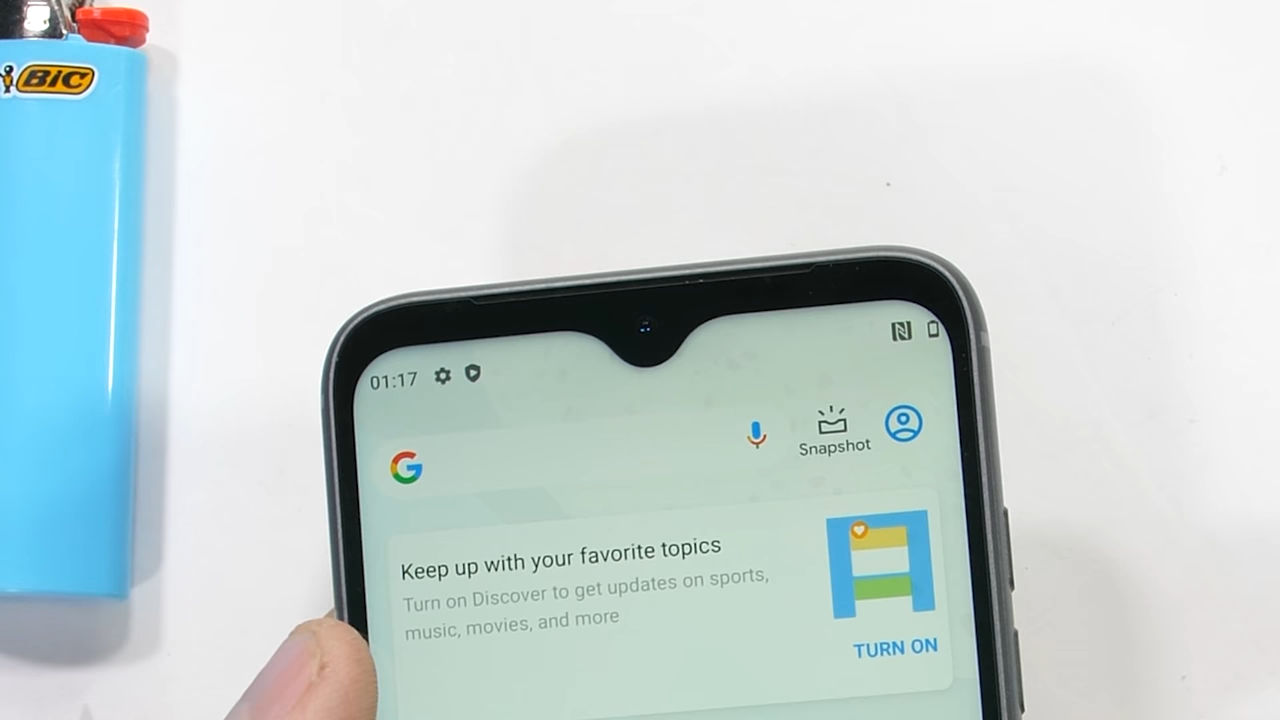 BIC
01:17
Snapshot
Keep up with your favorite topics
Turn on Discover to get updates on sports,
music, movies, and more
TURN ON